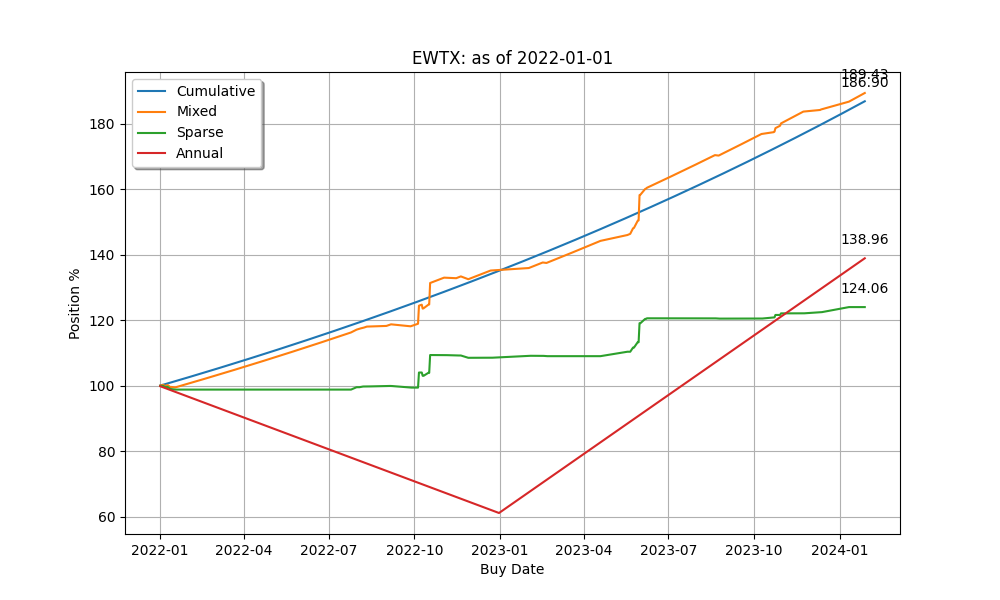 EWTX: as of 2022-01-01
189.43
186.90
Cumulative
Mixed
Sparse
Annual
180
160
140
120
100
80
60
138.96
124.06
Position %
2022-01
2022-04
2022-07
2022-10
2023-01
2023-04
2023-07
2023-10
2024-01
Buy Date